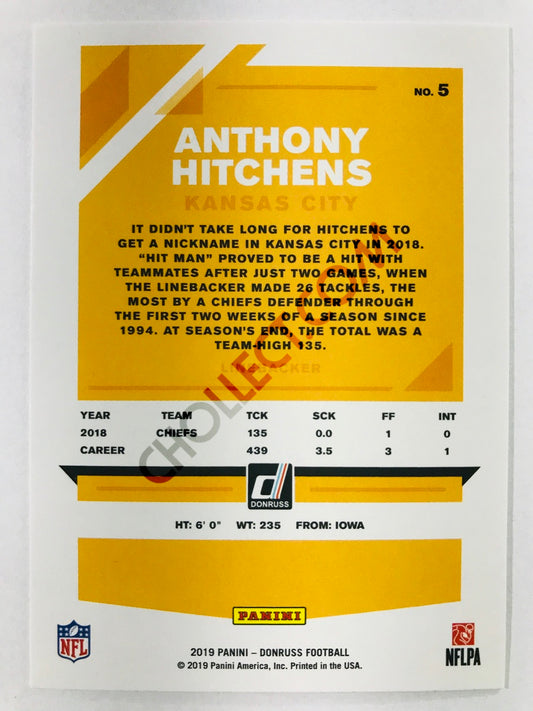 NO. 5
ANTHONY
HITCHENS
KANSAS CITY
IT DIDN'T TAKE LONG FOR HITCHENS TO
GET A NICKNAME IN KANSAS CITY IN 2018.
"HIT MAN" PROVED TO BE A HIT WITH
TEAMMATES AFTER JUST TWO GAMES, WHEN
THE LINEBACKER MADE 26 TACKLES, THE
MOST BY A CHIEFS DEFENDER THROUGH
THE FIRST TWO WEEKS OF A SEASON SINCE
1994. AT SEASON'S END, THE TOTAL WAS A
TEAM-HIGH 135.
LINEBACKER
CHOLLECT.COM
YEAR TEAM TCK SCK FF INT
2018 CHIEFS 135 0.0 1 0
CAREER 439 3.5 3 1
d
DONRUSS
HT: 6' 0" WT: 235 FROM: IOWA
PANINI
NFL
2019 PANINI – DONRUSS FOOTBALL
© 2019 Panini America, Inc. Printed in the USA.
NFLPA